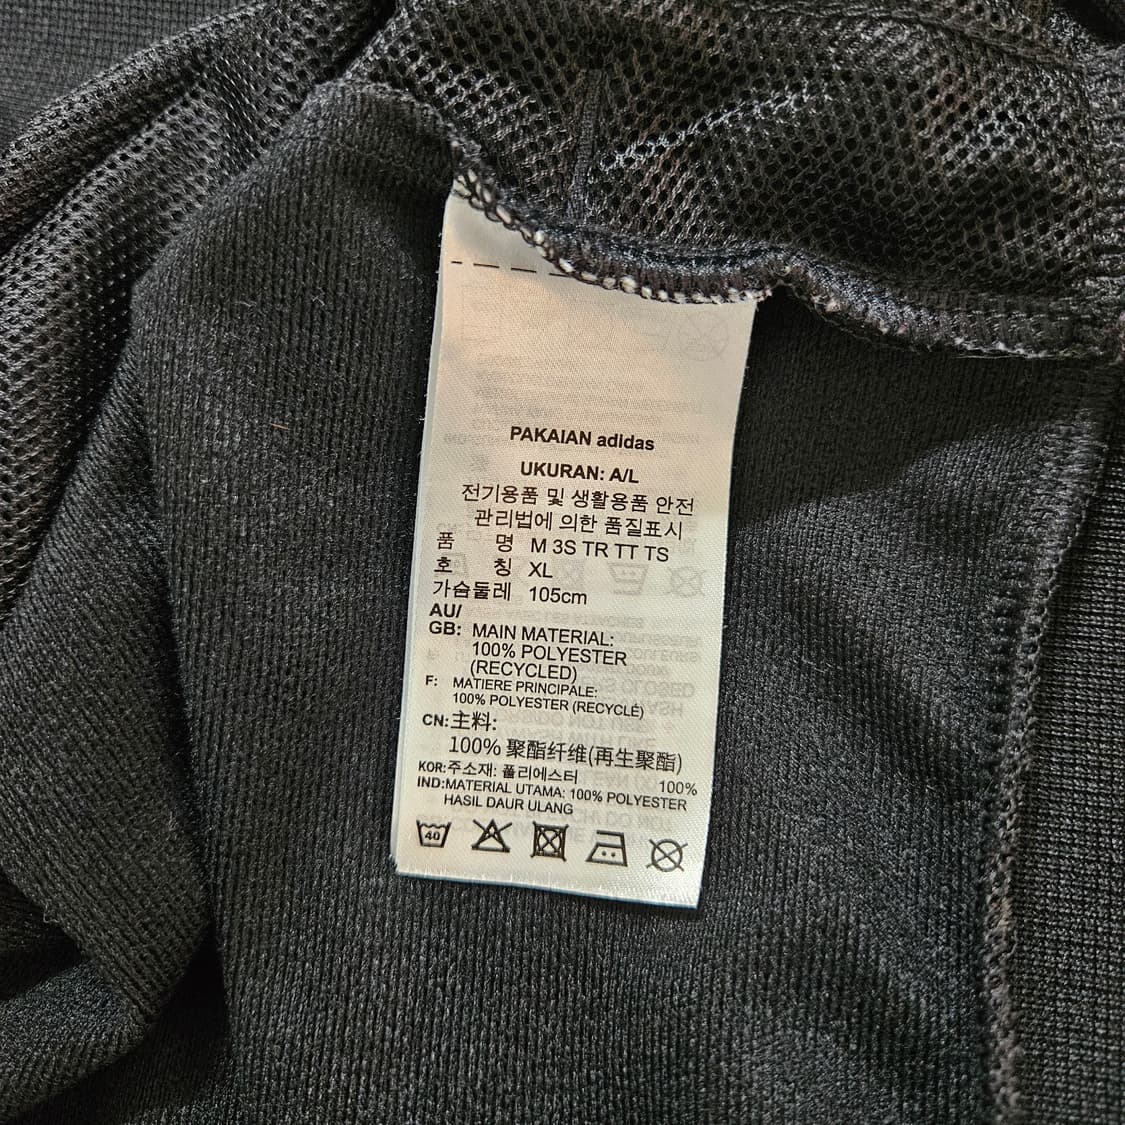 PAKAIAN adidas
UKURAN: A/L
전기용품 및 생활용품 안전
관리법에 의한 품질표시
품 명 M 3S TR TT TS
호 칭 XL
가슴둘레 105cm
AU/
GB: MAIN MATERIAL:
100% POLYESTER
(RECYCLED)
F: MATIERE PRINCIPALE:
100% POLYESTER (RECYCLÉ)
CN:主料:
100% 聚酯纤维(再生聚酯)
KOR:주소재: 폴리에스터 100%
IND:MATERIAL UTAMA: 100% POLYESTER
HASIL DAUR ULANG
40